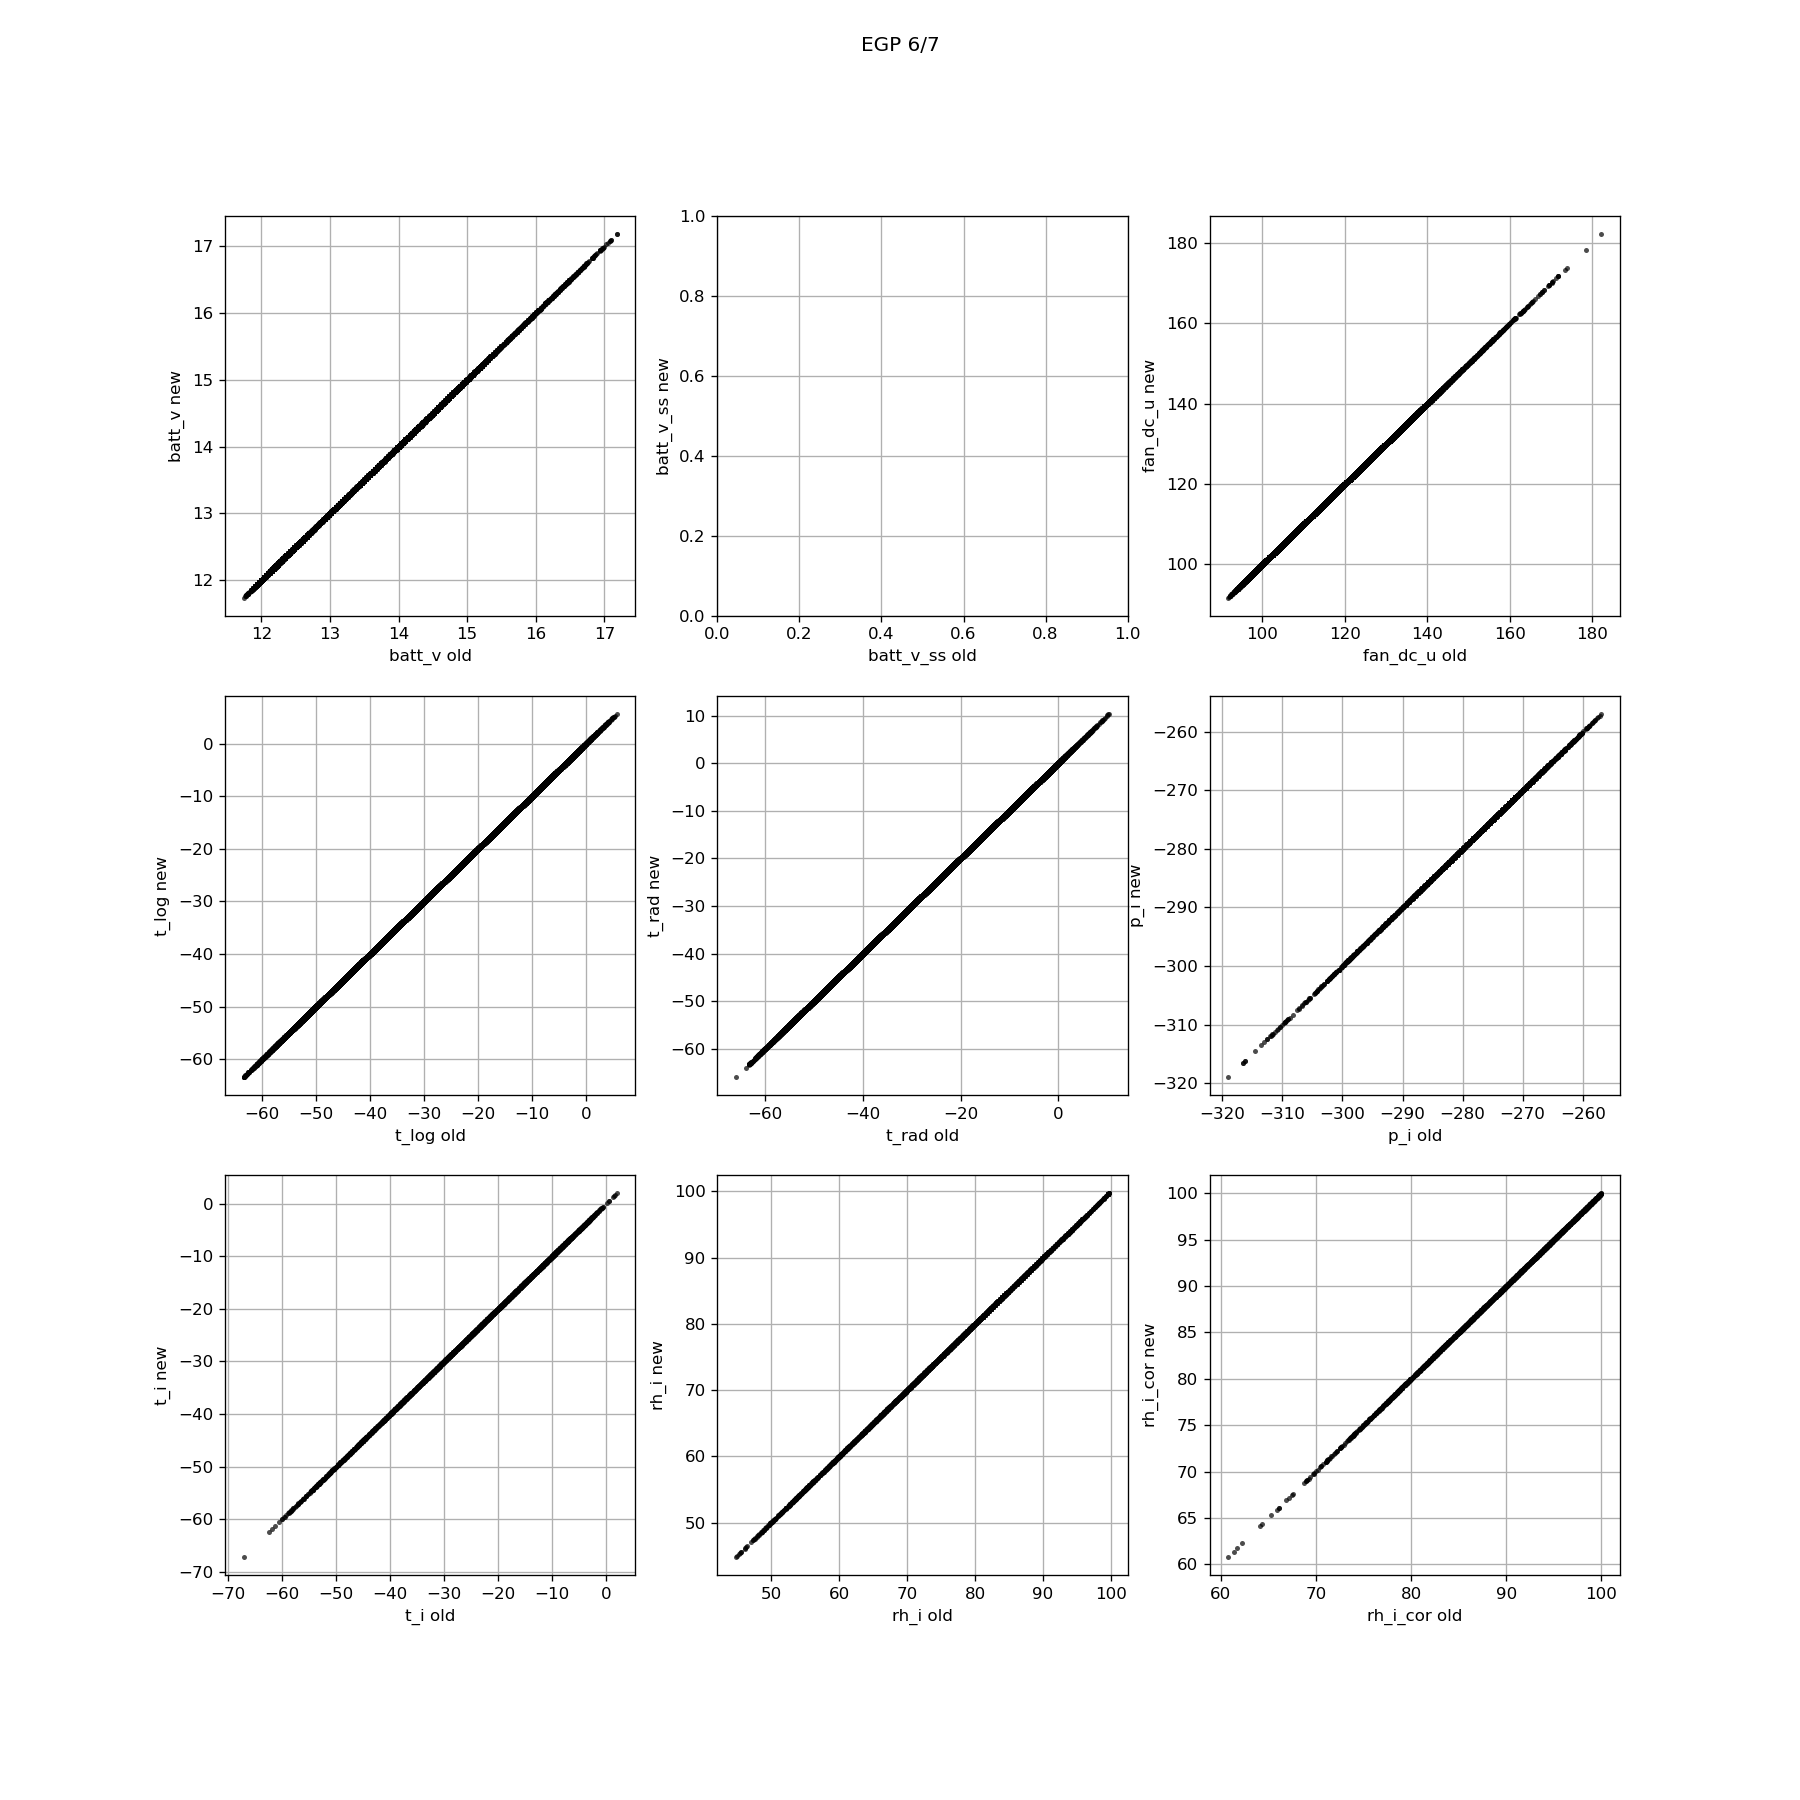 EGP 6/7
17
16
15
14
13
12
batt_v new
12 13 14 15 16 17
batt_v old
1.0
0.8
0.6
0.4
0.2
0.0
batt_v_ss new
0.0 0.2 0.4 0.6 0.8 1.0
batt_v_ss old
180
160
140
120
100
fan_dc_u new
100 120 140 160 180
fan_dc_u old
0
−10
−20
−30
−40
−50
−60
t_log new
−60 −50 −40 −30 −20 −10 0
t_log old
10
0
−10
−20
−30
−40
−50
−60
t_rad new
−60 −40 −20 0
t_rad old
−260
−270
−280
−290
−300
−310
−320
p_i new
−320 −310 −300 −290 −280 −270 −260
p_i old
0
−10
−20
−30
−40
−50
−60
−70
t_i new
−70 −60 −50 −40 −30 −20 −10 0
t_i old
100
90
80
70
60
50
rh_i new
50 60 70 80 90 100
rh_i old
100
95
90
85
80
75
70
65
60
rh_i_cor new
60 70 80 90 100
rh_i_cor old